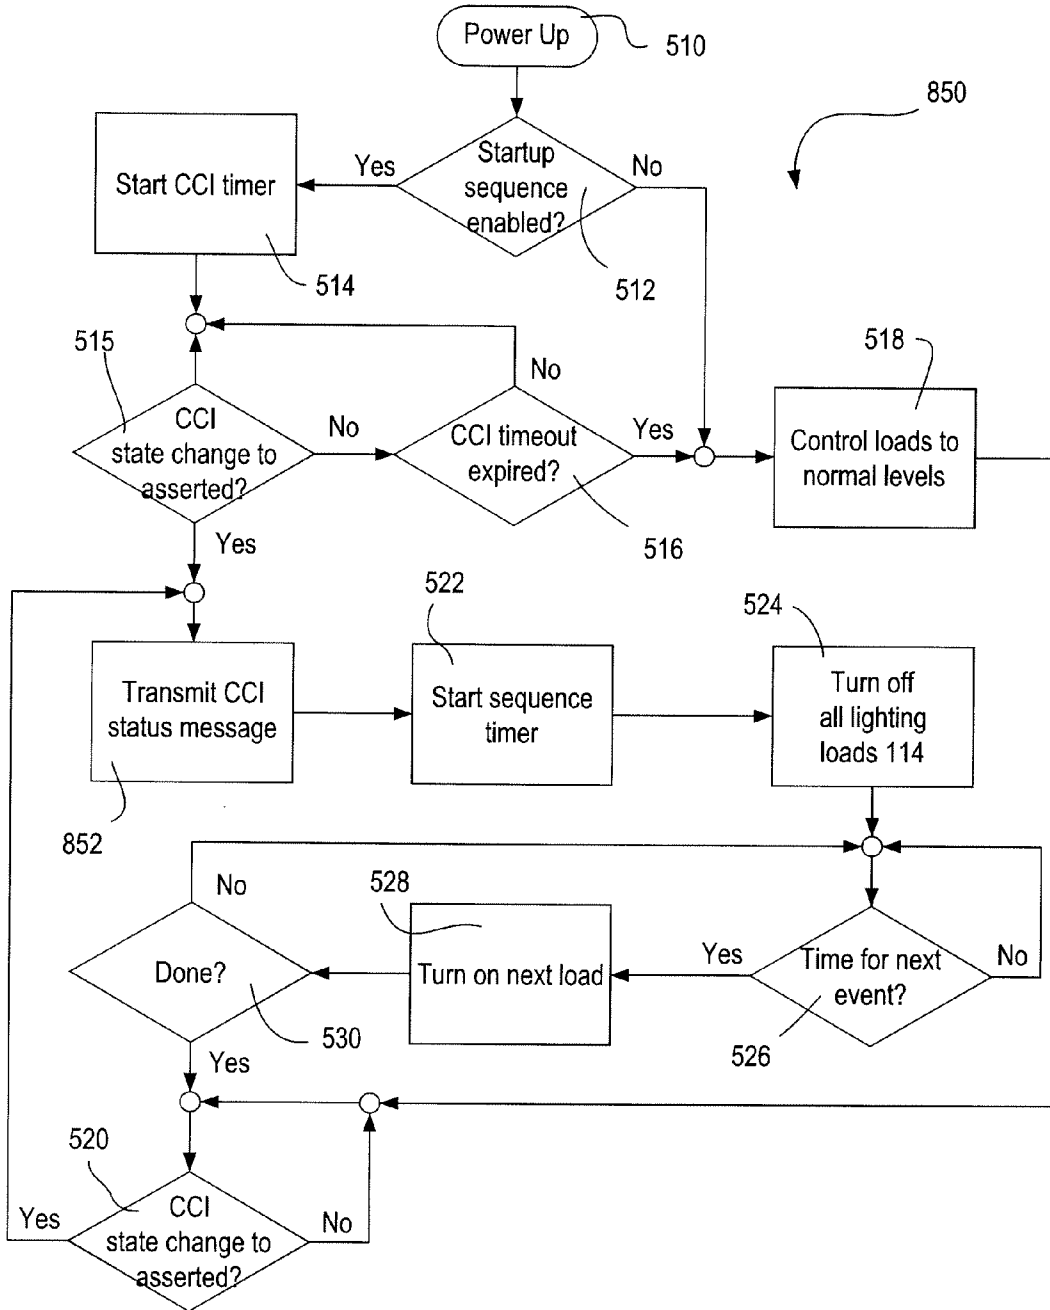 Power Up
510
850
Startup
sequence
enabled?
Yes
No
512
Start CCI timer
514
515
CCI
state change to
asserted?
No
Yes
No
CCI timeout
expired?
Yes
516
518
Control loads to
normal levels
Transmit CCI
status message
852
522
Start sequence
timer
524
Turn off
all lighting
loads 114
Time for next
event?
Yes
No
526
528
Turn on next load
No
Done?
530
Yes
520
CCI
state change to
asserted?
Yes
No